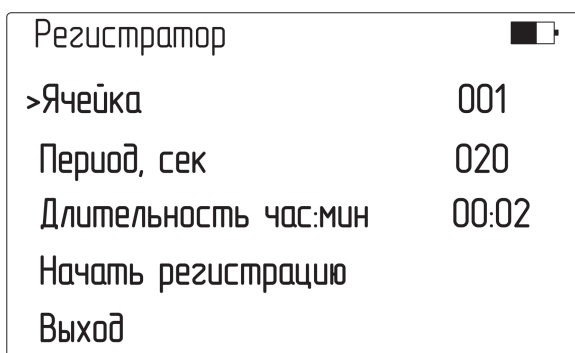 Регистратор
>Ячейка 001
Период, сек 020
Длительность час:мин 00:02
Начать регистрацию
Выход